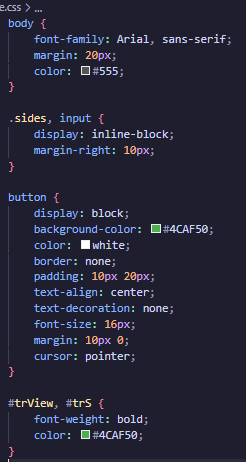 e.css > ...
body {
    font-family: Arial, sans-serif;
    margin: 20px;
    color: #555;
}

.sides, input {
    display: inline-block;
    margin-right: 10px;
}

button {
    display: block;
    background-color: #4CAF50;
    color: white;
    border: none;
    padding: 10px 20px;
    text-align: center;
    text-decoration: none;
    font-size: 16px;
    margin: 10px 0;
    cursor: pointer;
}

#trView, #trS {
    font-weight: bold;
    color: #4CAF50;
}